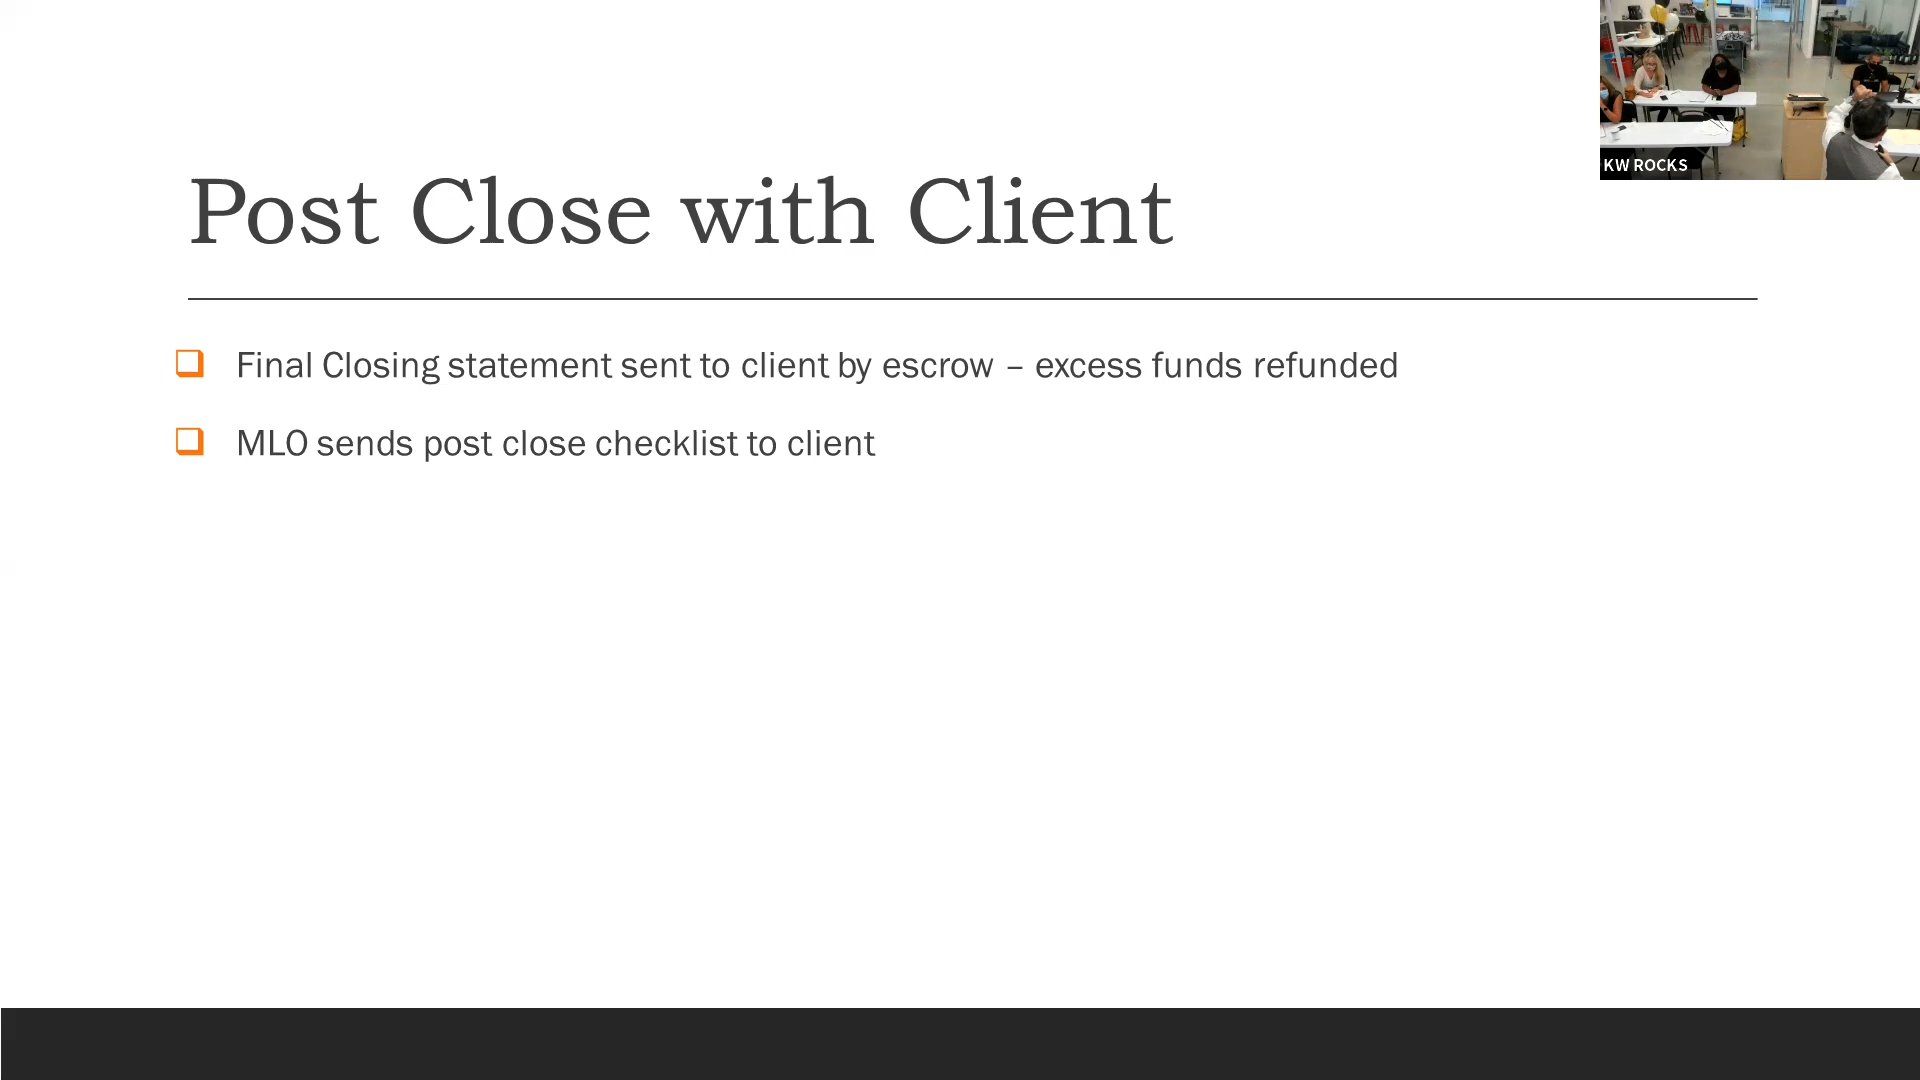 Post Close with Client
Final Closing statement sent to client by escrow – excess funds refunded
MLO sends post close checklist to client
KW ROCKS